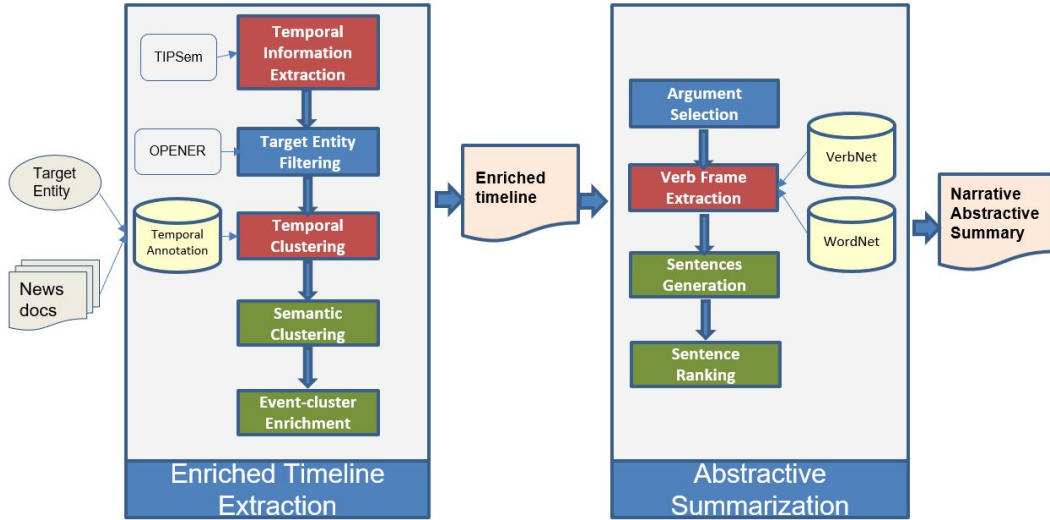 Target
Entity
News
docs
TIPSem
OPENER
Temporal
Annotation
Temporal
Information
Extraction
Target Entity
Filtering
Temporal
Clustering
Semantic
Clustering
Event-cluster
Enrichment
Enriched Timeline
Extraction
Enriched
timeline
Argument
Selection
Verb Frame
Extraction
Sentences
Generation
Sentence
Ranking
VerbNet
WordNet
Abstractive
Summarization
Narrative
Abstractive
Summary